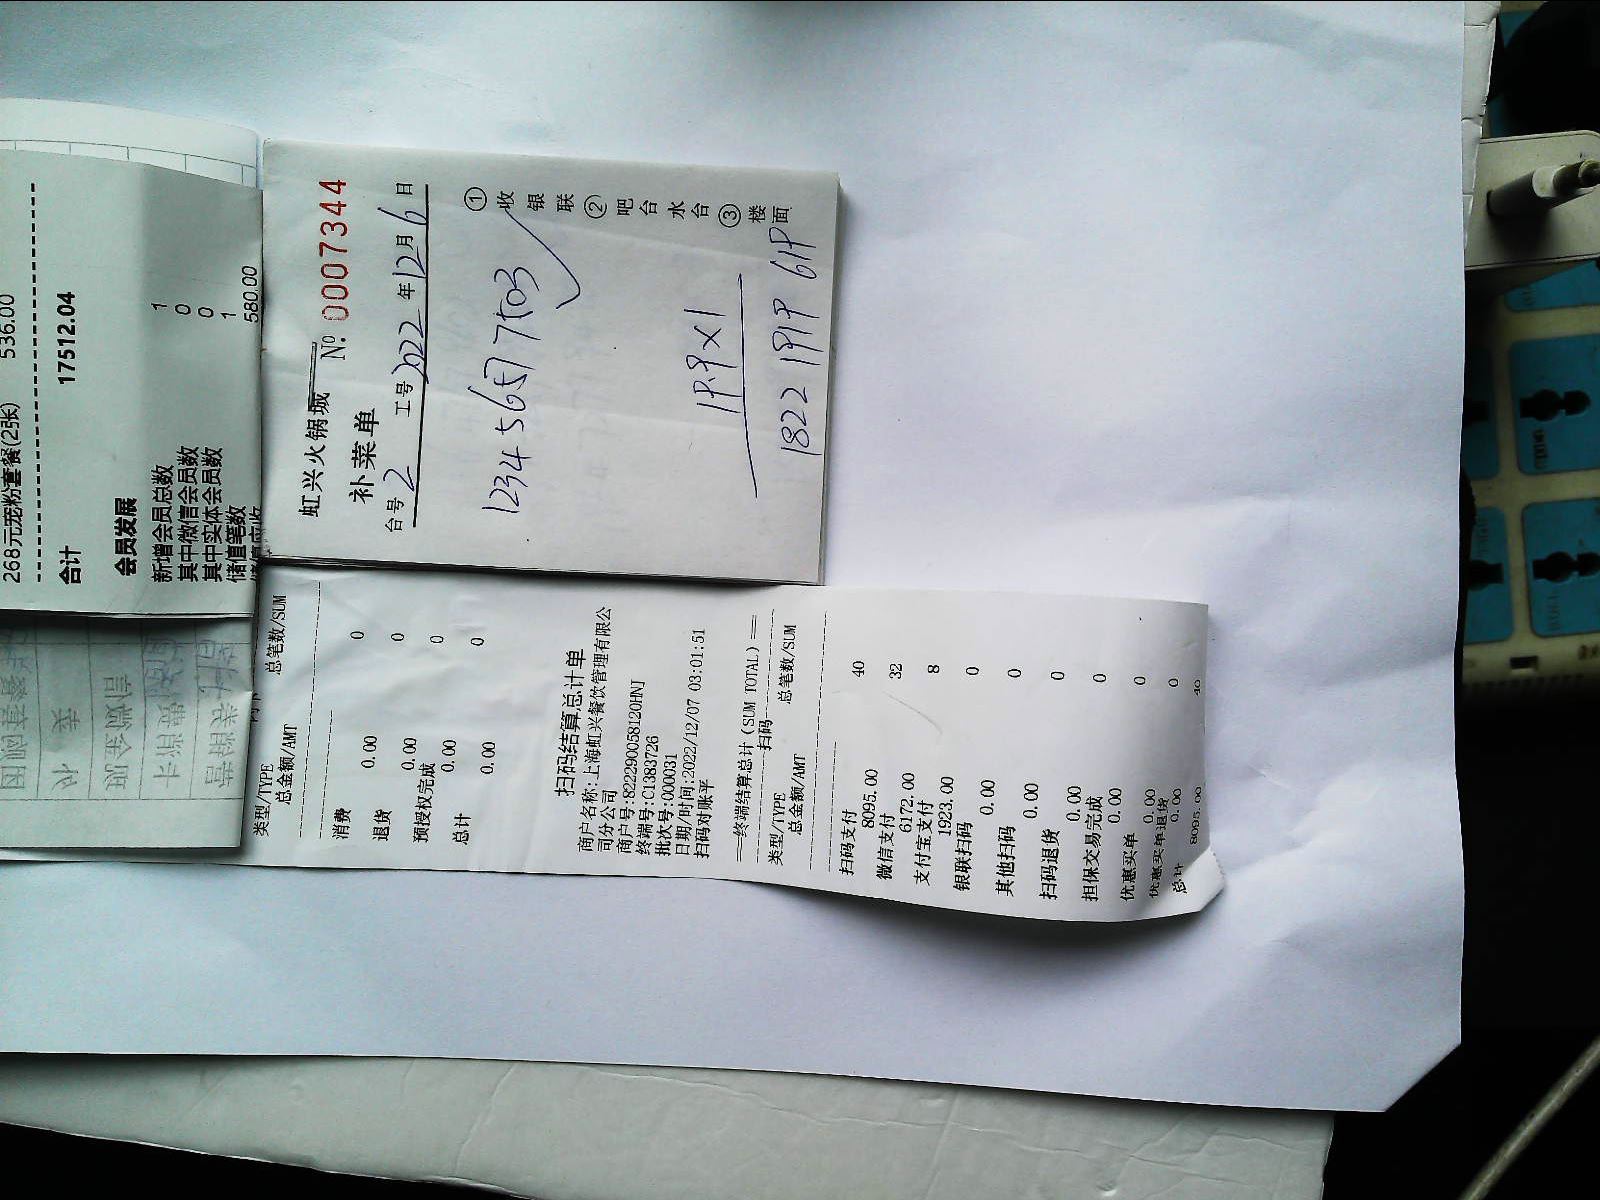 268元宠粉套餐(2张) 536.00
合计 17512.04
会员发展
新增会员总数 1
其中微信会员数 0
其中实体会员数 0
储值笔数 1
580.00
虹兴火锅城 № 0007344
补菜单
台号 2 工号 2022 年 12 月 6 日
①收银联②吧台水台③楼面
19.9×1
类型/TYPE 总笔数/SUM
总金额/AMT
消费 0
0.00
退货 0
0.00
预授权完成 0
0.00
总计 0
0.00
扫码结算总计单
商户名称:上海虹兴餐饮管理有限公
司分公司
商户号:822290058120HNJ
终端号:C13837726
批次号:000031
日期/时间:2022/12/07 03:01:51
扫码对账平
==终端结算总计(SUM TOTAL)==
扫码
类型/TYPE 总笔数/SUM
总金额/AMT
扫码支付 40
8095.00
微信支付 32
6172.00
支付宝支付 8
1923.00
银联扫码 0
0.00
其他扫码 0
0.00
扫码退货 0
0.00
担保交易完成 0
0.00
优惠买单 0
0.00
优惠买单退货 0
0.00
总计 40
8095.00